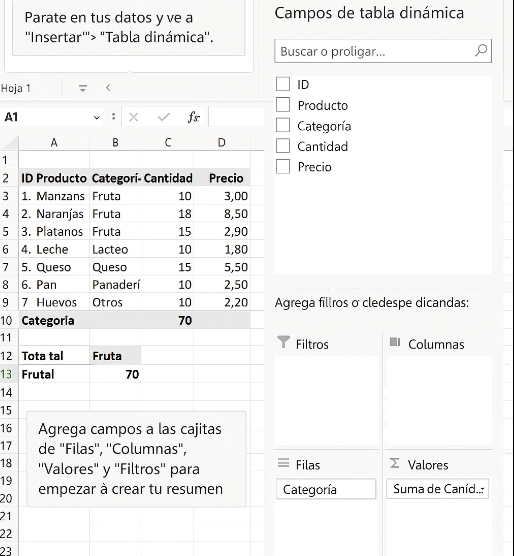 Parate en tus datos y ve a
"Insertar"> "Tabla dinámica".
Hoja 1
A1
fx
A B C D
1
2 ID Producto Categorí- Cantidad Precio
3 1. Manzans Fruta 10 3,00
4 2. Naranjas Fruta 18 8,50
5 3. Platanos Fruta 15 2,90
6 4. Leche Lacteo 10 1,80
7 5. Queso Queso 15 5,50
8 6. Pan Panaderí 10 2,50
9 7 Huevos Otros 10 2,20
10 Categoría 70
11
12 Tota tal Fruta
13 Frutal 70
14
15
16
17
18
19
20
21
22
23
Agrega campos a las cajitas
de "Filas", "Columnas",
"Valores" y "Filtros" para
empezar à crear tu resumen
Campos de tabla dinámica
Buscar o proligar...
ID
Producto
Categoría
Cantidad
Precio
Agrega fillros o cledespe dicandas:
Filtros
Columnas
Filas
Σ Valores
Categoría
Suma de Caníd...